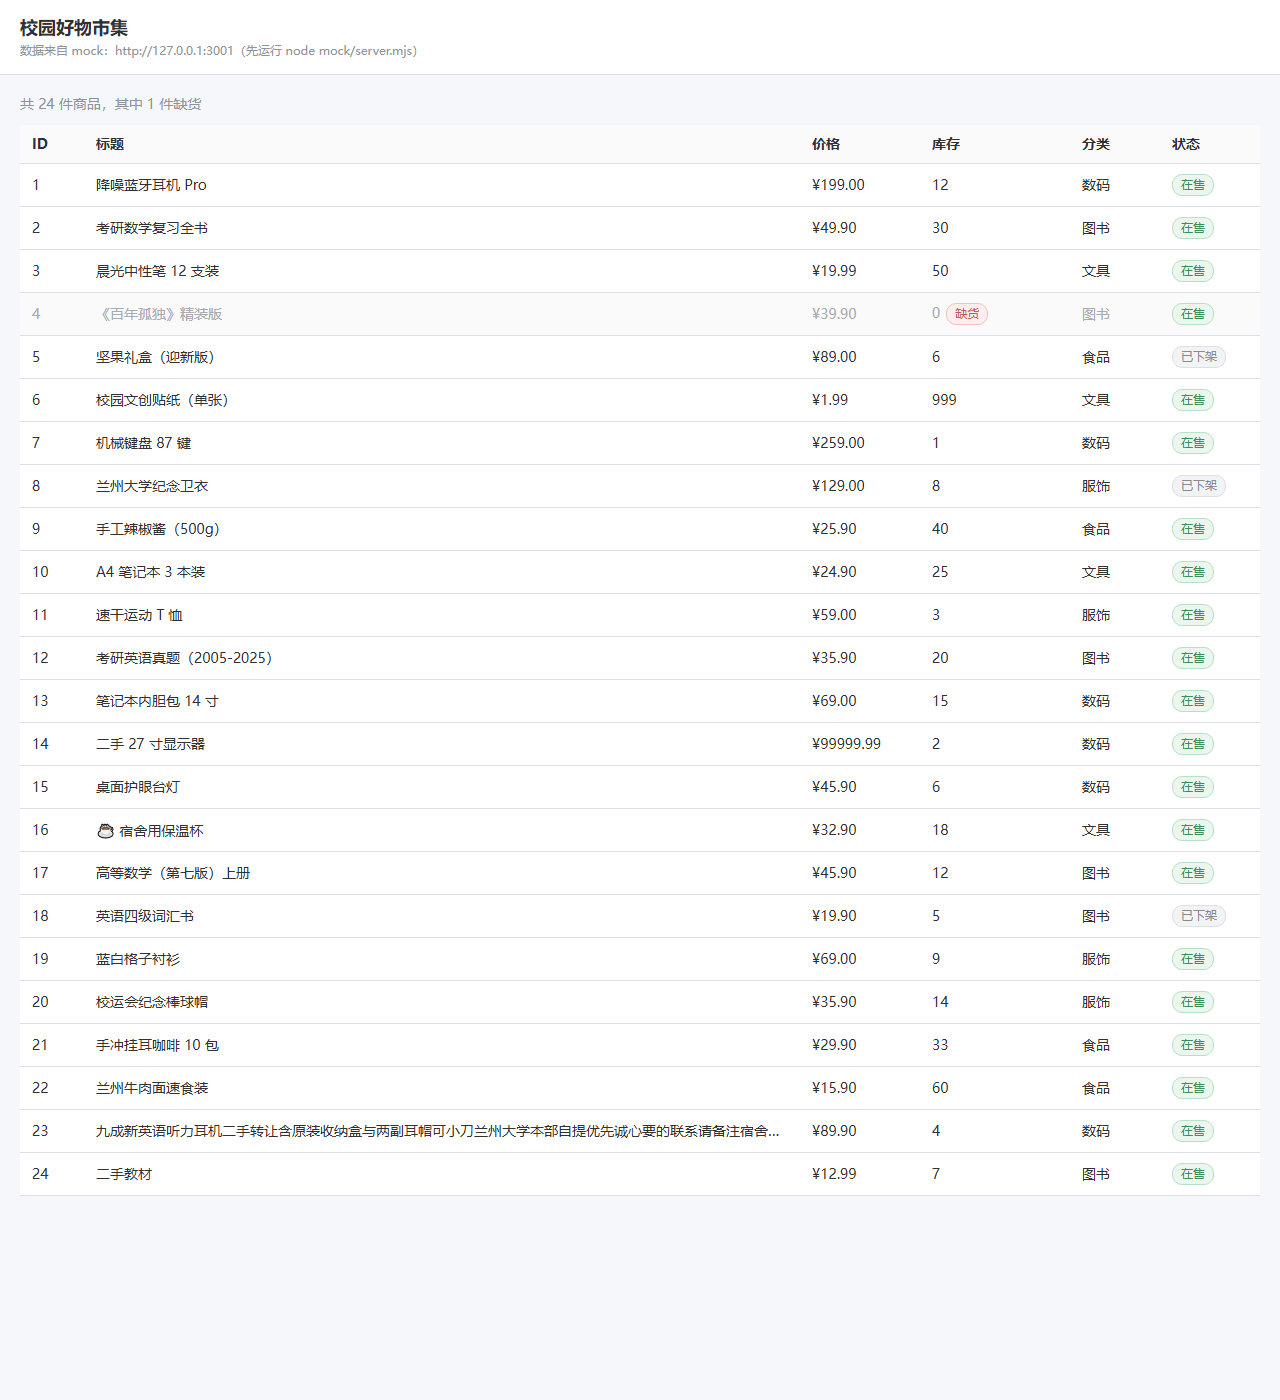 校园好物市集
数据来自 mock：http://127.0.0.1:3001（先运行 node mock/server.mjs）
共 24 件商品，其中 1 件缺货
ID 标题 价格 库存 分类 状态
1 降噪蓝牙耳机 Pro ¥199.00 12 数码 在售
2 考研数学复习全书 ¥49.90 30 图书 在售
3 晨光中性笔 12 支装 ¥19.99 50 文具 在售
4 《百年孤独》精装版 ¥39.90 0 缺货 图书 在售
5 坚果礼盒（迎新版） ¥89.00 6 食品 已下架
6 校园文创贴纸（单张） ¥1.99 999 文具 在售
7 机械键盘 87 键 ¥259.00 1 数码 在售
8 兰州大学纪念卫衣 ¥129.00 8 服饰 已下架
9 手工辣椒酱（500g） ¥25.90 40 食品 在售
10 A4 笔记本 3 本装 ¥24.90 25 文具 在售
11 速干运动 T 恤 ¥59.00 3 服饰 在售
12 考研英语真题（2005-2025） ¥35.90 20 图书 在售
13 笔记本内胆包 14 寸 ¥69.00 15 数码 在售
14 二手 27 寸显示器 ¥99999.99 2 数码 在售
15 桌面护眼台灯 ¥45.90 6 数码 在售
16 ☕ 宿舍用保温杯 ¥32.90 18 文具 在售
17 高等数学（第七版）上册 ¥45.90 12 图书 在售
18 英语四级词汇书 ¥19.90 5 图书 已下架
19 蓝白格子衬衫 ¥69.00 9 服饰 在售
20 校运会纪念棒球帽 ¥35.90 14 服饰 在售
21 手冲挂耳咖啡 10 包 ¥29.90 33 食品 在售
22 兰州牛肉面速食装 ¥15.90 60 食品 在售
23 九成新英语听力耳机二手转让含原装收纳盒与两副耳帽可小刀兰州大学本部自提优先诚心要的联系请备注宿舍... ¥89.90 4 数码 在售
24 二手教材 ¥12.99 7 图书 在售